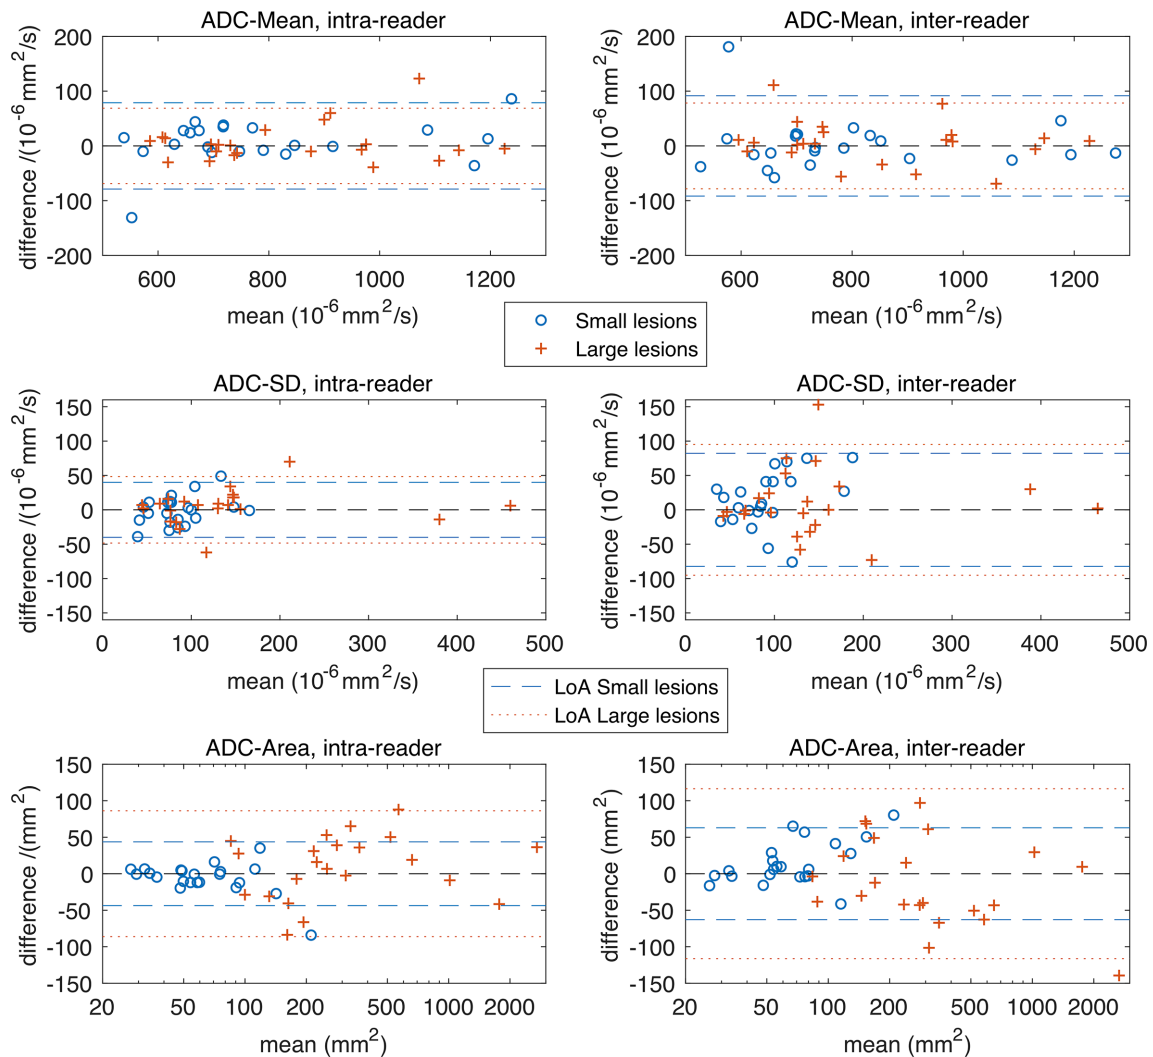 ADC-Mean, intra-reader
200
100
0
-100
-200
difference /(10⁻⁶ mm²/s)
600 800 1000 1200
mean (10⁻⁶ mm²/s)
ADC-Mean, inter-reader
200
100
0
-100
-200
difference (10⁻⁶ mm²/s)
600 800 1000 1200
mean (10⁻⁶ mm²/s)
Small lesions
Large lesions
ADC-SD, intra-reader
150
100
50
0
-50
-100
-150
difference /(10⁻⁶ mm²/s)
0 100 200 300 400 500
mean (10⁻⁶ mm²/s)
ADC-SD, inter-reader
150
100
50
0
-50
-100
-150
difference (10⁻⁶ mm²/s)
0 100 200 300 400 500
mean (10⁻⁶ mm²/s)
LoA Small lesions
LoA Large lesions
ADC-Area, intra-reader
150
100
50
0
-50
-100
-150
difference /(mm²)
20 50 100 200 500 1000 2000
mean (mm²)
ADC-Area, inter-reader
150
100
50
0
-50
-100
-150
difference (mm²)
20 50 100 200 500 1000 2000
mean (mm²)